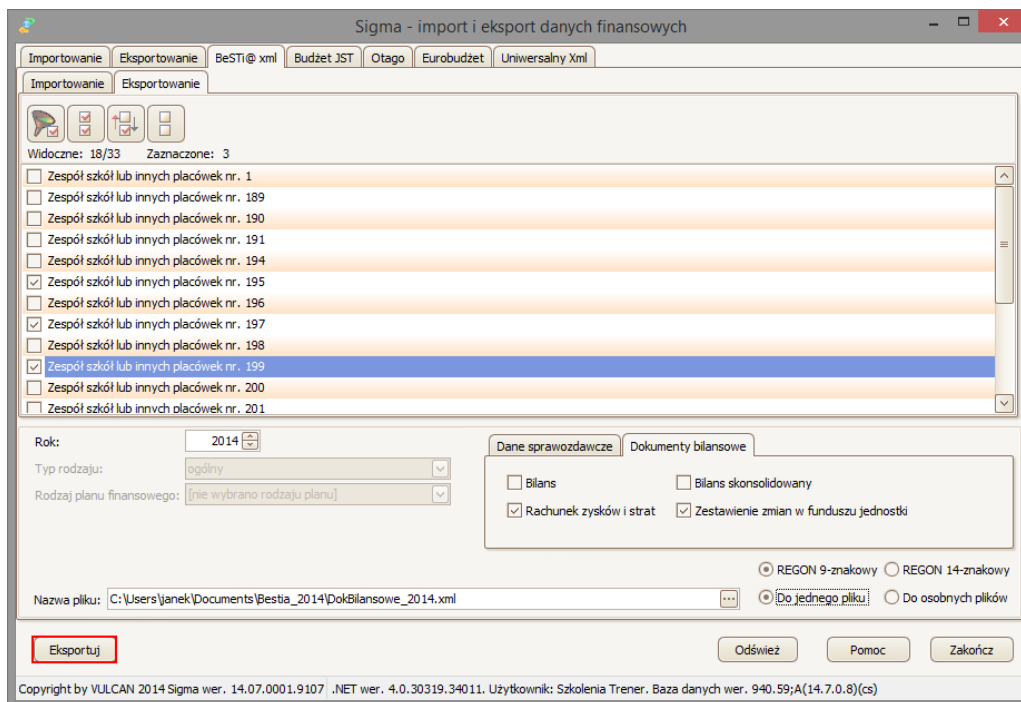 Sigma - import i eksport danych finansowych
Importowanie Eksportowanie BeSTi@ xml Budżet JST Otago Eurobudżet Uniwersalny Xml
Importowanie Eksportowanie
Widoczne: 18/33 Zaznaczone: 3
Zespół szkół lub innych placówek nr. 1
Zespół szkół lub innych placówek nr. 189
Zespół szkół lub innych placówek nr. 190
Zespół szkół lub innych placówek nr. 191
Zespół szkół lub innych placówek nr. 194
Zespół szkół lub innych placówek nr. 195
Zespół szkół lub innych placówek nr. 196
Zespół szkół lub innych placówek nr. 197
Zespół szkół lub innych placówek nr. 198
Zespół szkół lub innych placówek nr. 199
Zespół szkół lub innych placówek nr. 200
Zespół szkół lub innych placówek nr. 201
Rok: 2014
Typ rodzaju: ogólny
Rodzaj planu finansowego: [nie wybrano rodzaju planu]
Dane sprawozdawcze Dokumenty bilansowe
Bilans Bilans skonsolidowany
Rachunek zysków i strat Zestawienie zmian w funduszu jednostki
REGON 9-znakowy REGON 14-znakowy
Nazwa pliku: C:\Users\janek\Documents\Bestia_2014\DokBilansowe_2014.xml ... Do jednego pliku Do osobnych plików
Eksportuj Odśwież Pomoc Zakończ
Copyright by VULCAN 2014 Sigma wer. 14.07.0001.9107 .NET wer. 4.0.30319.34011. Użytkownik: Szkolenia Trener. Baza danych wer. 940.59;A(14.7.0.8)(cs)